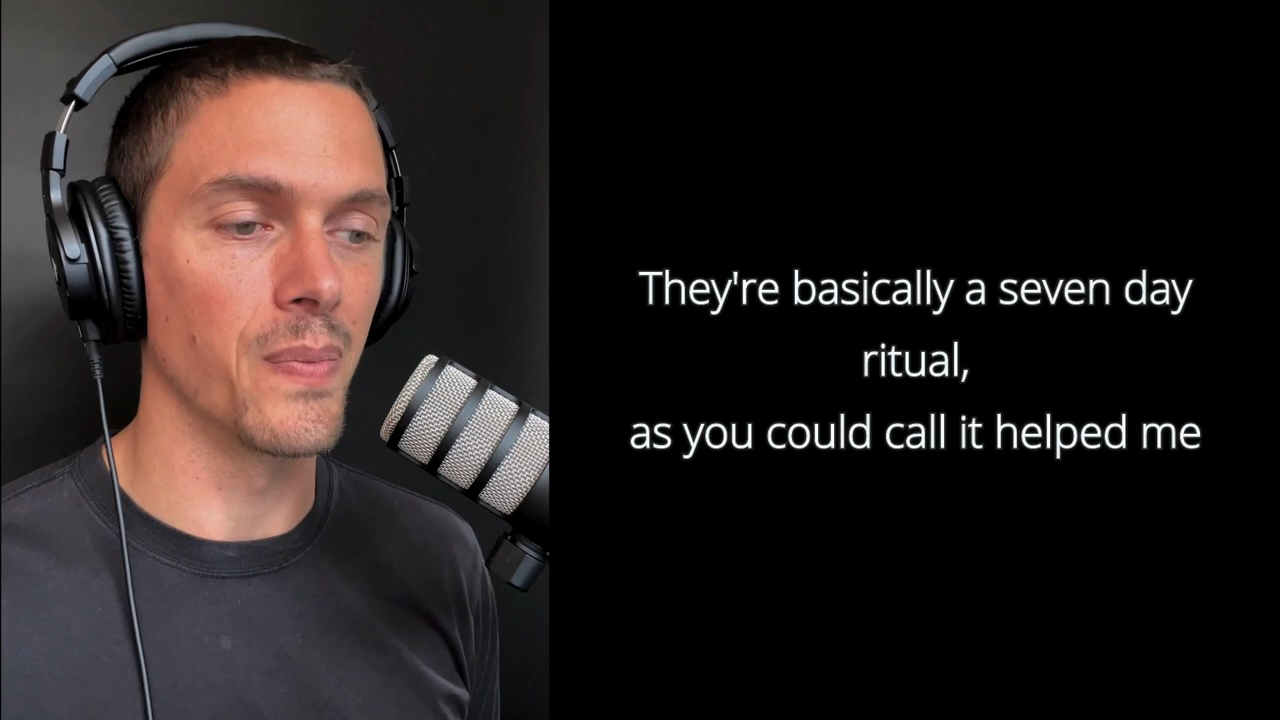 They're basically a seven day
ritual,
as you could call it helped me